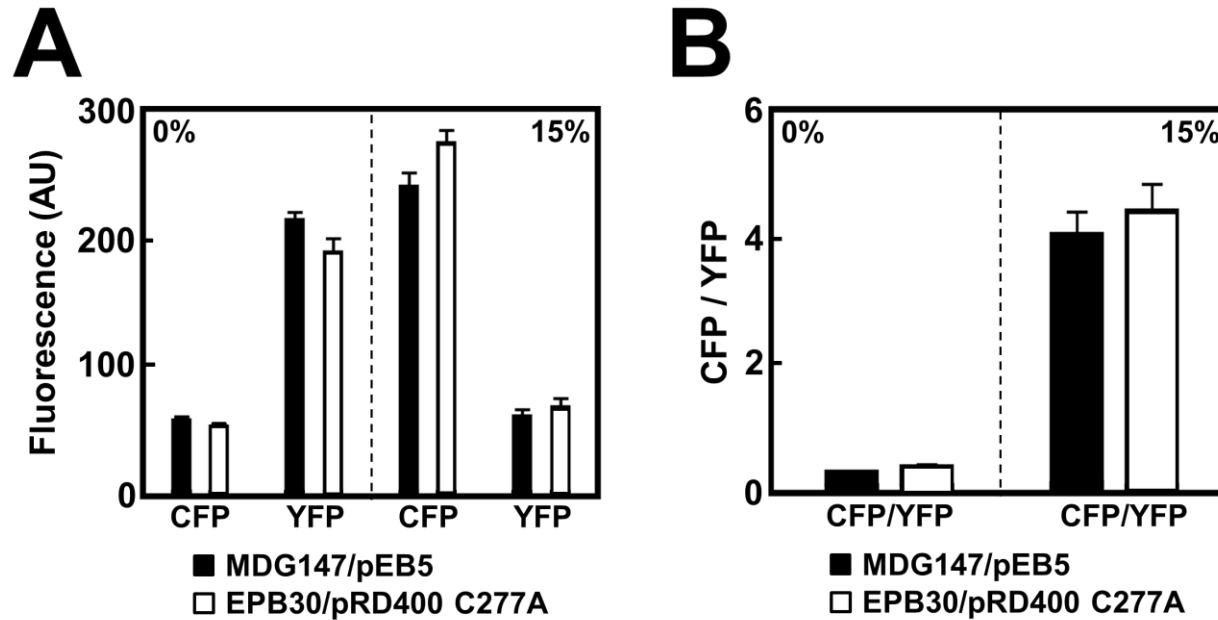 A
Fluorescence (AU)
300
200
100
0
0%
15%
CFP YFP CFP YFP
MDG147/pEB5
EPB30/pRD400 C277A
B
CFP / YFP
6
4
2
0
0%
15%
CFP/YFP CFP/YFP
MDG147/pEB5
EPB30/pRD400 C277A